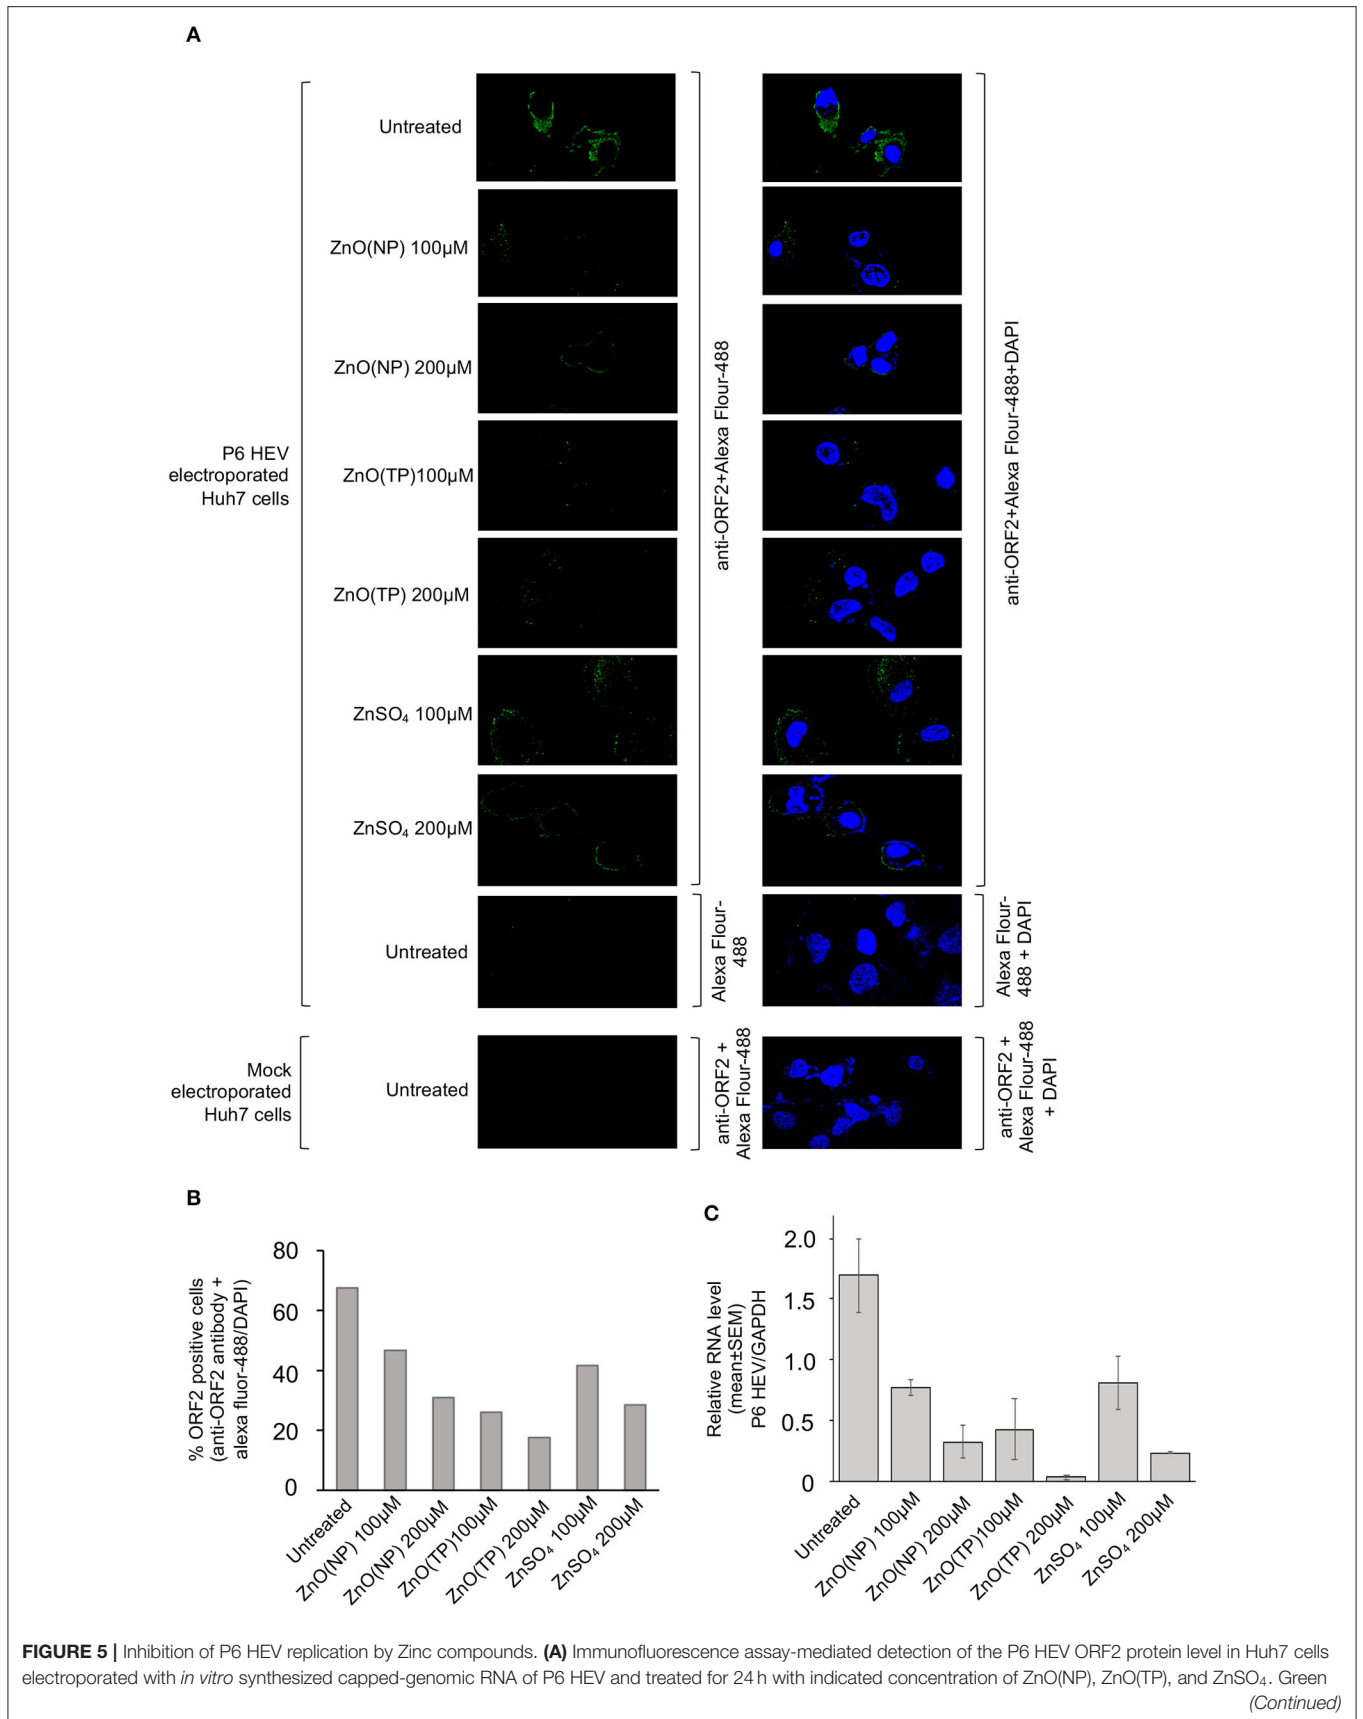 A
Untreated
ZnO(NP) 100µM
ZnO(NP) 200µM
ZnO(TP)100µM
ZnO(TP) 200µM
ZnSO₄ 100µM
ZnSO₄ 200µM
Untreated
P6 HEV
electroporated
Huh7 cells
Mock
electroporated
Huh7 cells
Untreated
anti-ORF2+Alexa Flour-488
anti-ORF2+Alexa Flour-488+DAPI
Alexa Flour-
488
Alexa Flour-
488 + DAPI
anti-ORF2 +
Alexa Flour-488
anti-ORF2 +
Alexa Flour-488
+ DAPI
B
% ORF2 positive cells
(anti-ORF2 antibody +
alexa fluor-488/DAPI)
80
60
40
20
0
Untreated
ZnO(NP) 100µM
ZnO(NP) 200µM
ZnO(TP)100µM
ZnO(TP) 200µM
ZnSO₄ 100µM
ZnSO₄ 200µM
C
Relative RNA level
(mean±SEM)
P6 HEV/GAPDH
2.0
1.5
1.0
0.5
0
Untreated
ZnO(NP) 100µM
ZnO(NP) 200µM
ZnO(TP)100µM
ZnO(TP) 200µM
ZnSO₄ 100µM
ZnSO₄ 200µM
FIGURE 5 | Inhibition of P6 HEV replication by Zinc compounds. (A) Immunofluorescence assay-mediated detection of the P6 HEV ORF2 protein level in Huh7 cells
electroporated with in vitro synthesized capped-genomic RNA of P6 HEV and treated for 24 h with indicated concentration of ZnO(NP), ZnO(TP), and ZnSO₄. Green
(Continued)